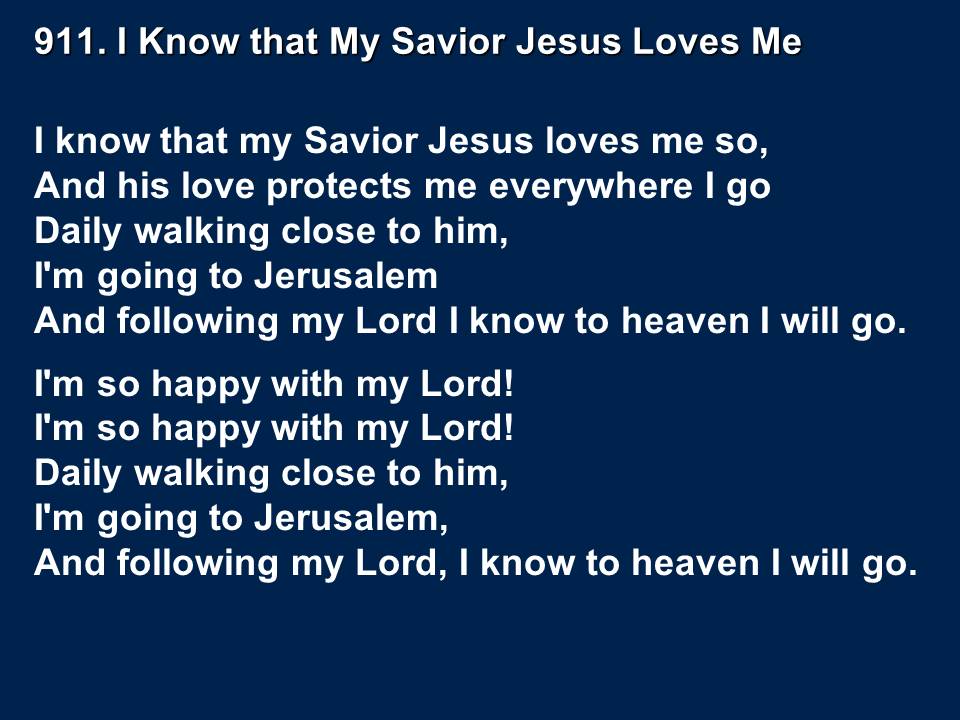 911. I Know that My Savior Jesus Loves Me
I know that my Savior Jesus loves me so,
And his love protects me everywhere I go
Daily walking close to him,
I'm going to Jerusalem
And following my Lord I know to heaven I will go.
I'm so happy with my Lord!
I'm so happy with my Lord!
Daily walking close to him,
I'm going to Jerusalem,
And following my Lord, I know to heaven I will go.